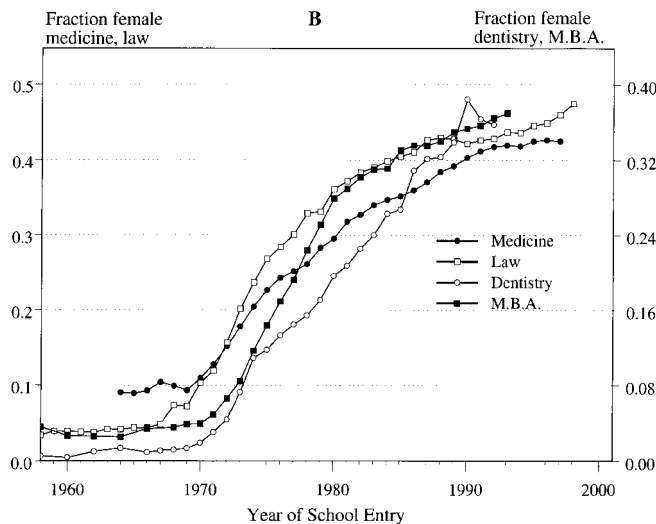 Fraction female
medicine, law
B
Fraction female
dentistry, M.B.A.
0.5
0.4
0.3
0.2
0.1
0.0
0.40
0.32
0.24
0.16
0.08
0.00
Medicine
Law
Dentistry
M.B.A.
1960 1970 1980 1990 2000
Year of School Entry